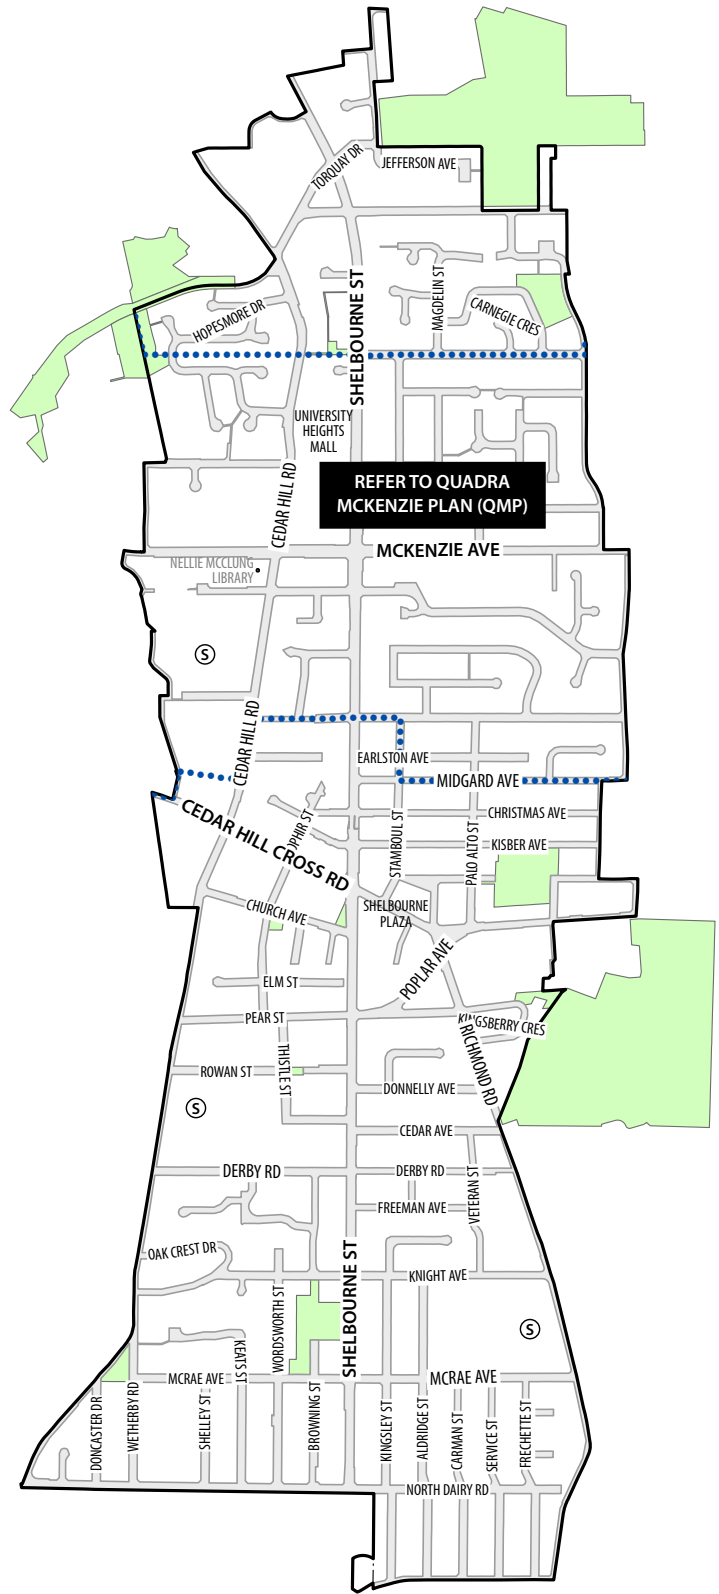 TORQUAY DR
JEFFERSON AVE
SHELBOURNE ST
MAGDELIN ST
CARNEGIE CRES
HOPESMORE DR
UNIVERSITY
HEIGHTS
MALL
CEDAR HILL RD
REFER TO QUADRA
MCKENZIE PLAN (QMP)
MCKENZIE AVE
NELLIE MCCLUNG
LIBRARY
S
CEDAR HILL RD
EARLSTON AVE
MIDGARD AVE
CEDAR HILL CROSS RD
OPHIR ST
STAMBOUL ST
CHRISTMAS AVE
PALO ALTO ST
KISBER AVE
CHURCH AVE
SHELBOURNE
PLAZA
POPLAR AVE
ELM ST
PEAR ST
KINGSBERRY CRES
RICHMOND RD
ROWAN ST
THISTLE ST
DONNELLY AVE
S
CEDAR AVE
DERBY RD
DERBY RD
VETERAN ST
FREEMAN AVE
OAK CREST DR
SHELBOURNE ST
KNIGHT AVE
WORDSWORTH ST
S
KEATS ST
MCRAE AVE
MCRAE AVE
DONCASTER DR
WETHERBY RD
SHELLEY ST
BROWNING ST
KINGSLEY ST
ALDRIDGE ST
CARMAN ST
SERVICE ST
FRECHETTE ST
NORTH DAIRY RD